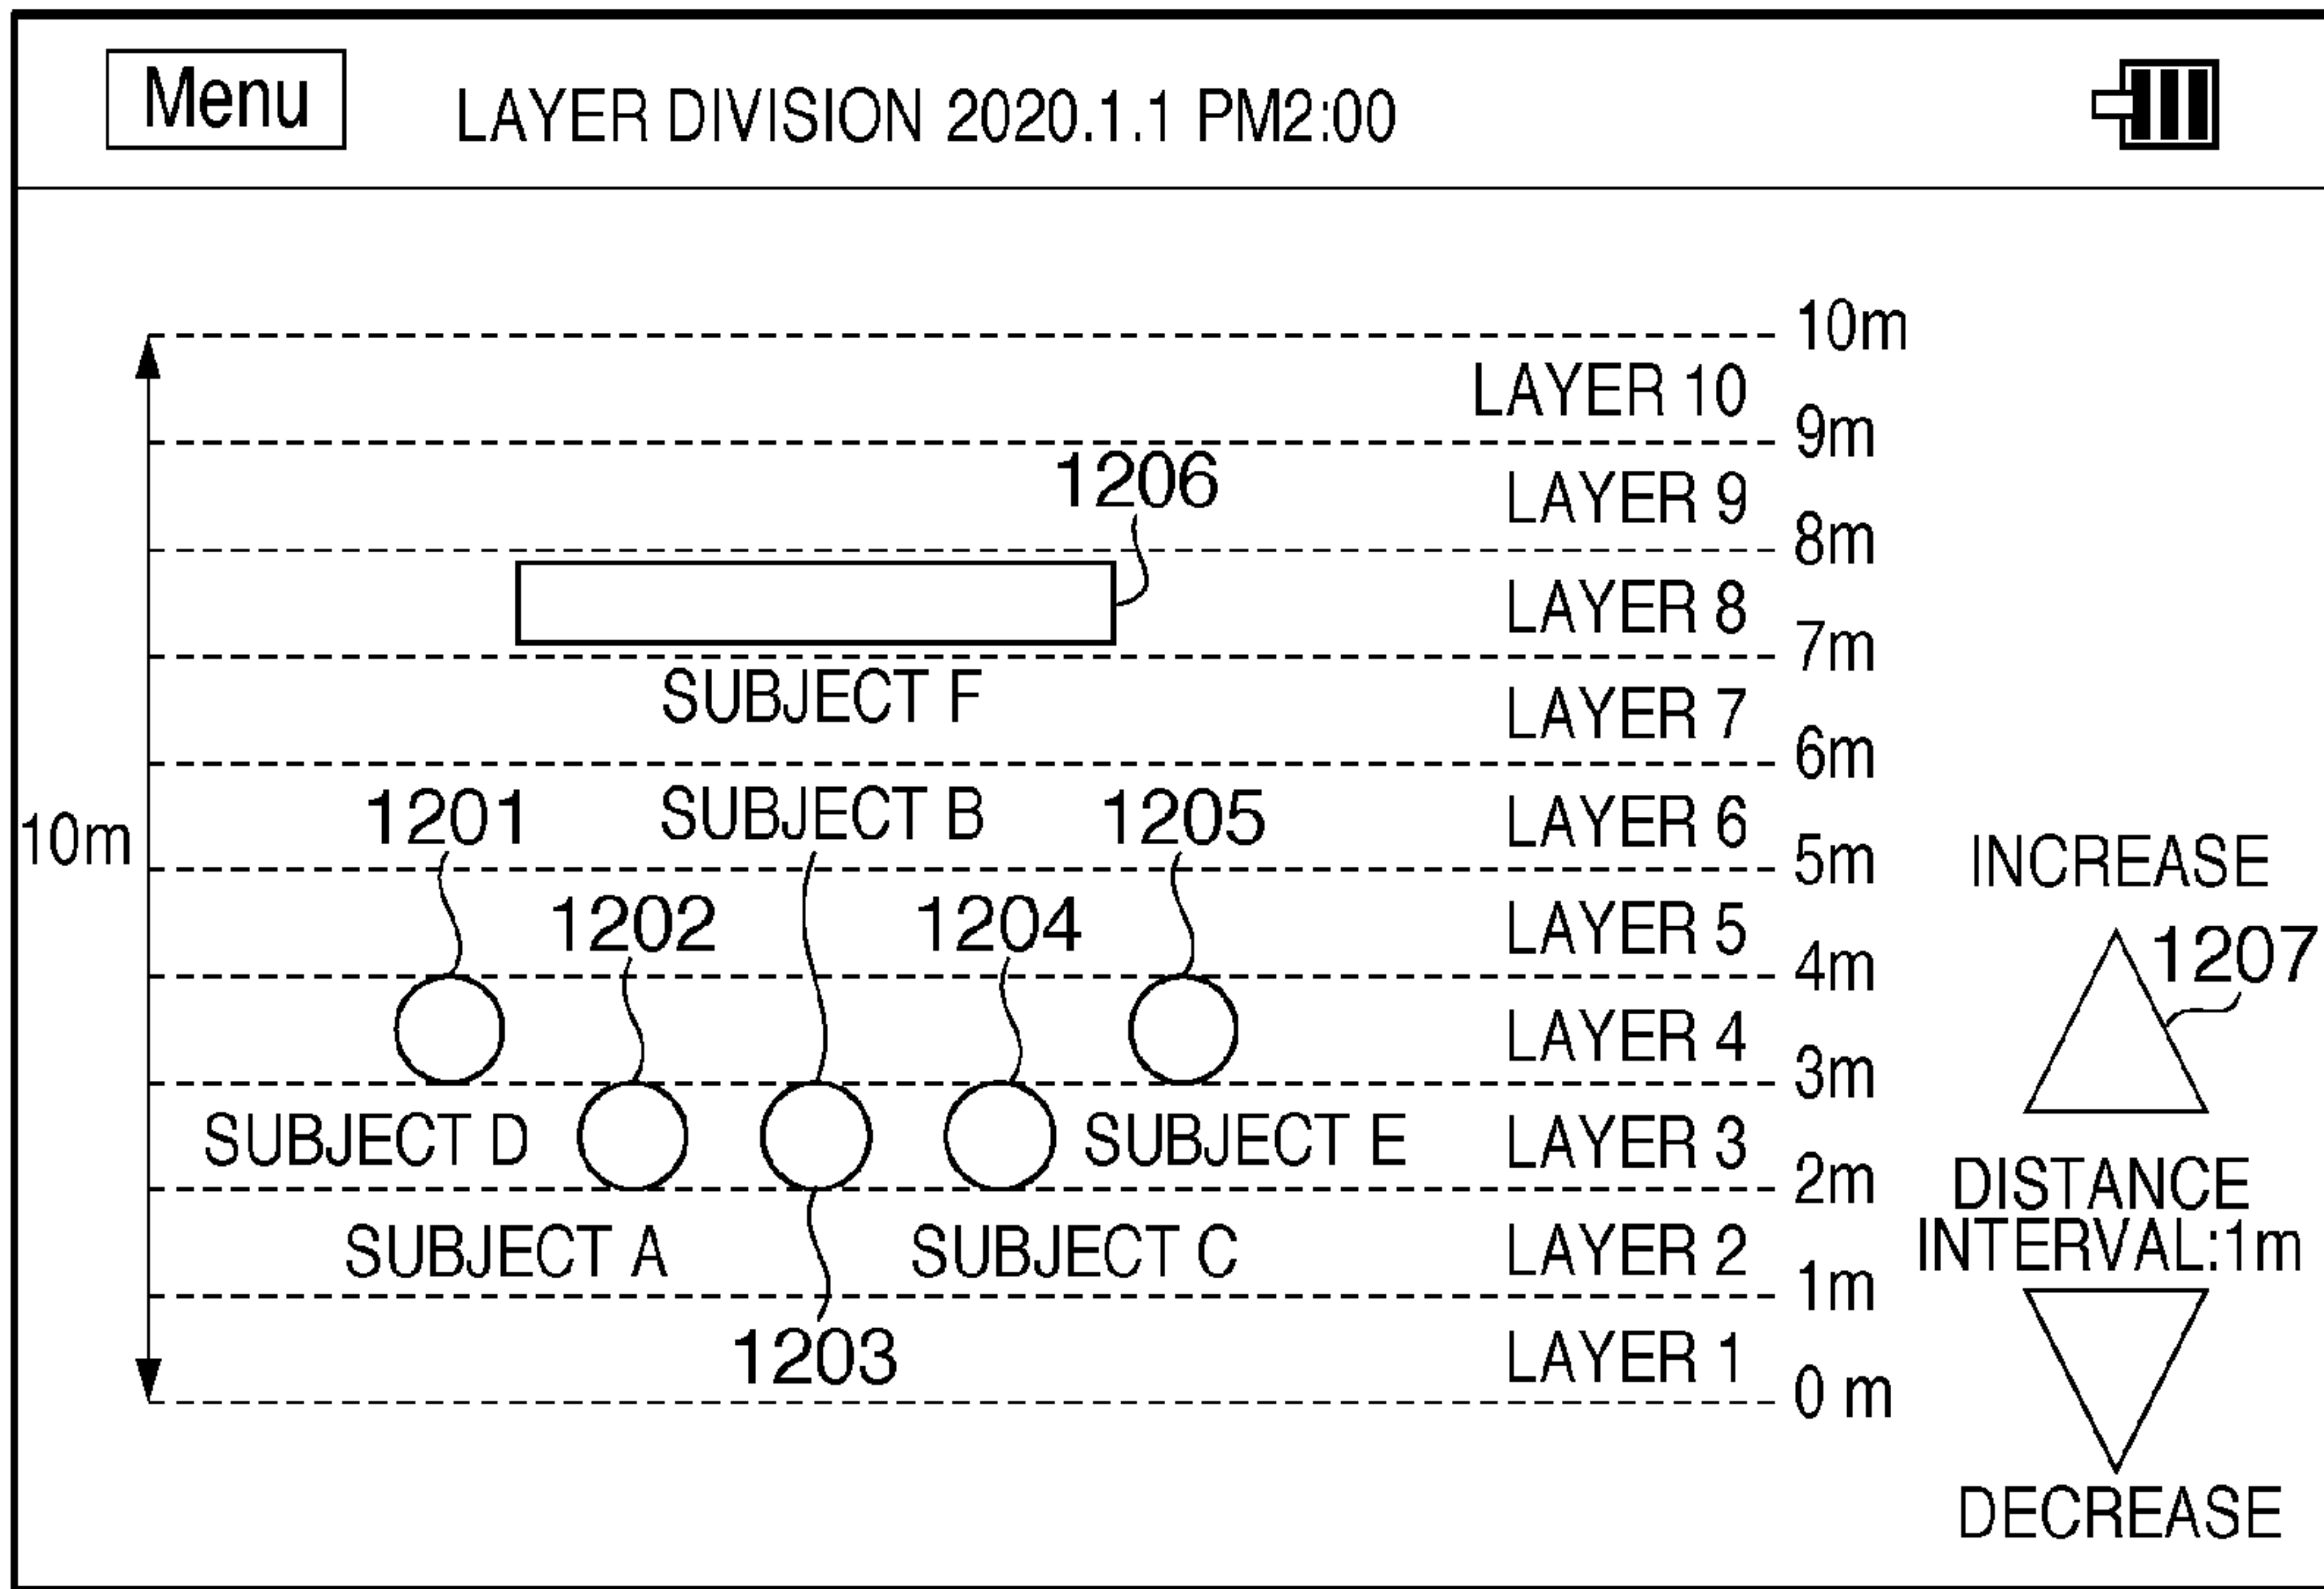 Menu
LAYER DIVISION 2020.1.1 PM2:00
10m
LAYER 10
9m
1206
LAYER 9
8m
LAYER 8
7m
SUBJECT F
LAYER 7
6m
10m
1201
SUBJECT B
1205
LAYER 6
5m
INCREASE
1202
1204
LAYER 5
4m
1207
LAYER 4
3m
SUBJECT D
SUBJECT E
LAYER 3
2m
DISTANCE
INTERVAL:1m
SUBJECT A
SUBJECT C
LAYER 2
1m
1203
LAYER 1
0 m
DECREASE